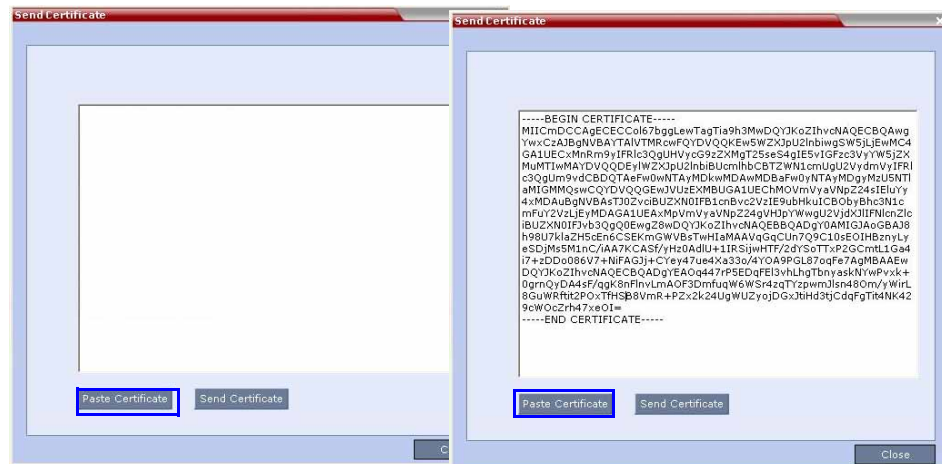 Send Certificate
Paste Certificate
Send Certificate
Send Certificate
-----BEGIN CERTIFICATE-----
MIICmDCCAgECECCol67bggLewTagTia9h3MwDQYJKoZIhvcNAQECBQAwg
YwxCzAJBgNVBAYTAlVTMRcwFQYDVQQKEw5WZXJpU2lnbiwgSW5jLjEwMC4
GA1UECxMnRm9yIFRlc3QgUHVycG9zZXMgT25seS4gIE5vIGFzc3VyYW5jZX
MuMTIwMAYDVQQDEylWZXJpU2lnbiBUcmlhbCBTZWN1cmUgU2VydmVyIFRl
c3QgUm9vdCBDQTAeFw0wNTAyMDkwMDAwMDBaFw0yNTAyMDgyMzU5NTl
aMIGMMQswCQYDVQQGEwJVUzEXMBUGA1UEChMOVmVyaVNpZ24sIEluYy
4xMDAuBgNVBAsTJ0ZvciBUZXN0IFB1cnBvc2VzIE9ubHkuICBObyBhc3N1c
mFuY2VzLjEyMDAGA1UEAxMpVmVyaVNpZ24gVHJpYWwgU2VjdXJlIFNlcnZlc
iBUZXN0IFJvb3QgQ0EwgZ8wDQYJKoZIhvcNAQEBBQADgY0AMIGJAoGBAJ8
h98U7klaZH5cEn6CSEKmGWVBsTwHIaMAAVqGqCUn7Q9C10sEOIHBznyLy
eSDjMs5M1nC/iAA7KCASf/yHz0AdlU+1IRSijwHTF/2dYSoTTxP2GCmtL1Ga4
i7+zDDo086V7+NiFAGJj+CYey47ue4Xa33o/4YOA9PGL87oqFe7AgMBAAEw
DQYJKoZIhvcNAQECBQADgYEAOq447rP5EDqFEl3vhLhgTbnyaskNYwPvxk+
0grnQyDA4sF/qgK8nFlnvLmAOF3DmfuqW6WSr4zqTYzpwmJlsn48Om/yWirL
8GuWRftit2POxTfHSB8VmR+PZx2k24UgWUZyojDGxJtiHd3tjCdqFgTit4NK42
9cWOcZrh47xeOI=
-----END CERTIFICATE-----
Paste Certificate
Send Certificate
Close